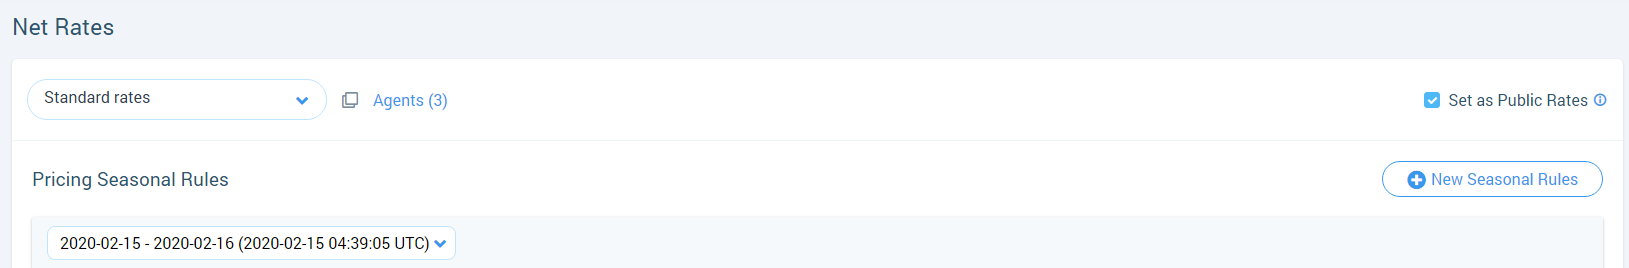 Net Rates
Standard rates
Agents (3)
Set as Public Rates
Pricing Seasonal Rules
New Seasonal Rules
2020-02-15 - 2020-02-16 (2020-02-15 04:39:05 UTC)